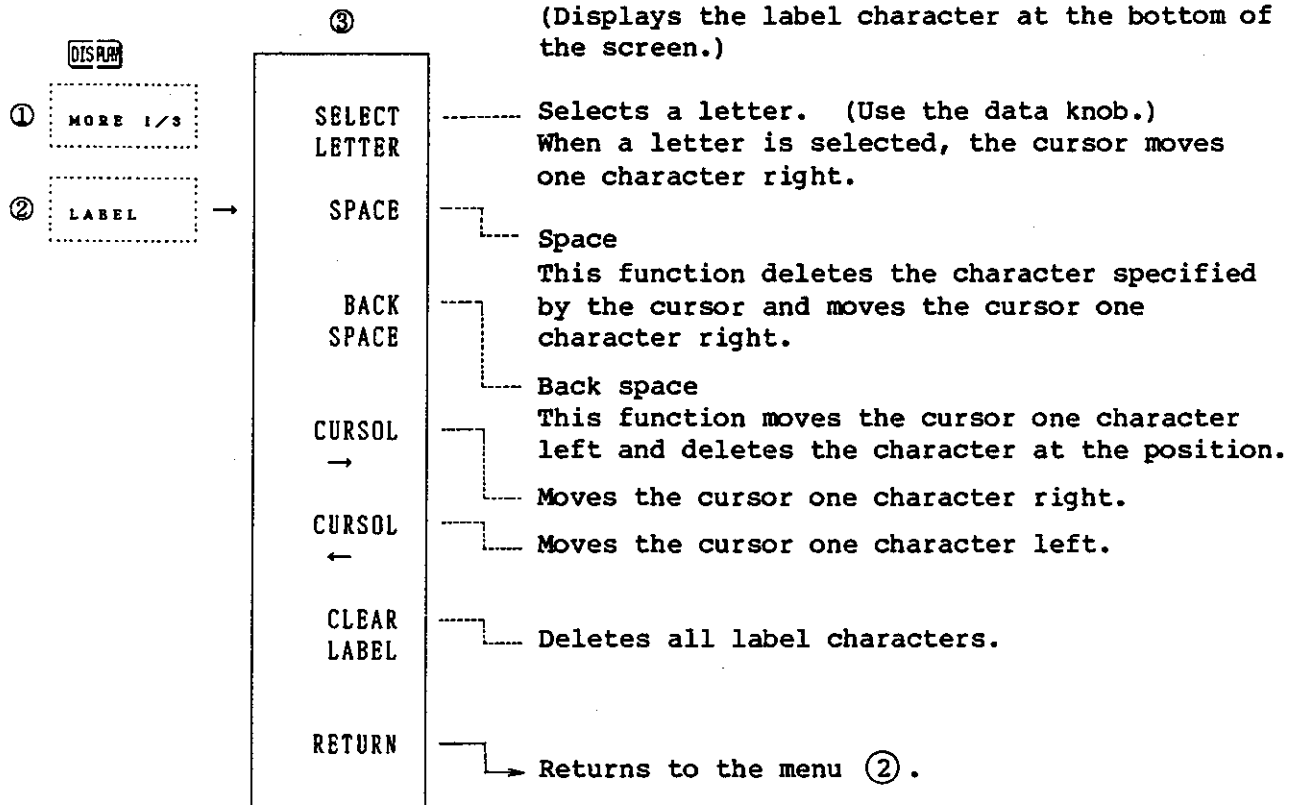 ③
(Displays the label character at the bottom of
the screen.)
DISPLAY
① MORE 1/3
SELECT
LETTER
Selects a letter. (Use the data knob.)
When a letter is selected, the cursor moves
one character right.
② LABEL →
SPACE
Space
This function deletes the character specified
by the cursor and moves the cursor one
character right.
BACK
SPACE
Back space
This function moves the cursor one character
left and deletes the character at the position.
CURSOL
→
Moves the cursor one character right.
CURSOL
←
Moves the cursor one character left.
CLEAR
LABEL
Deletes all label characters.
RETURN
Returns to the menu ②.